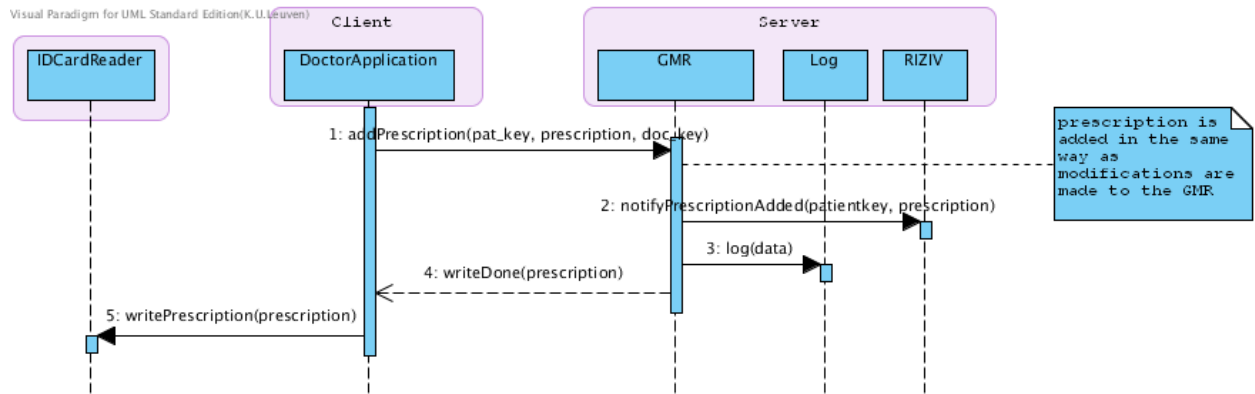 Visual Paradigm for UML Standard Edition(K.U.Leuven)
Client
Server
IDCardReader
DoctorApplication
GMR
Log
RIZIV
1: addPrescription(pat_key, prescription, doc_key)
prescription is
added in the same
way as
modifications are
made to the GMR
2: notifyPrescriptionAdded(patientkey, prescription)
3: log(data)
4: writeDone(prescription)
5: writePrescription(prescription)